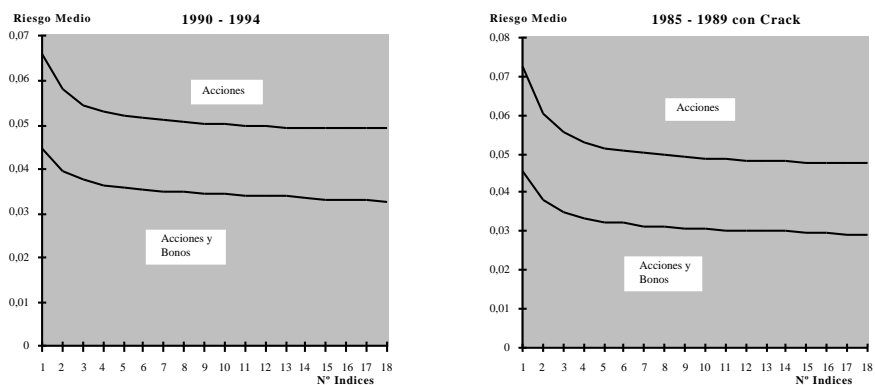 Riesgo Medio
1990 - 1994
0,07
0,06
0,05
0,04
0,03
0,02
0,01
0
Acciones
Acciones y
Bonos
1 2 3 4 5 6 7 8 9 10 11 12 13 14 15 16 17 18
Nº Indices
Riesgo Medio
1985 - 1989 con Crack
0,08
0,07
0,06
0,05
0,04
0,03
0,02
0,01
0
Acciones
Acciones y
Bonos
1 2 3 4 5 6 7 8 9 10 11 12 13 14 15 16 17 18
Nº Indices